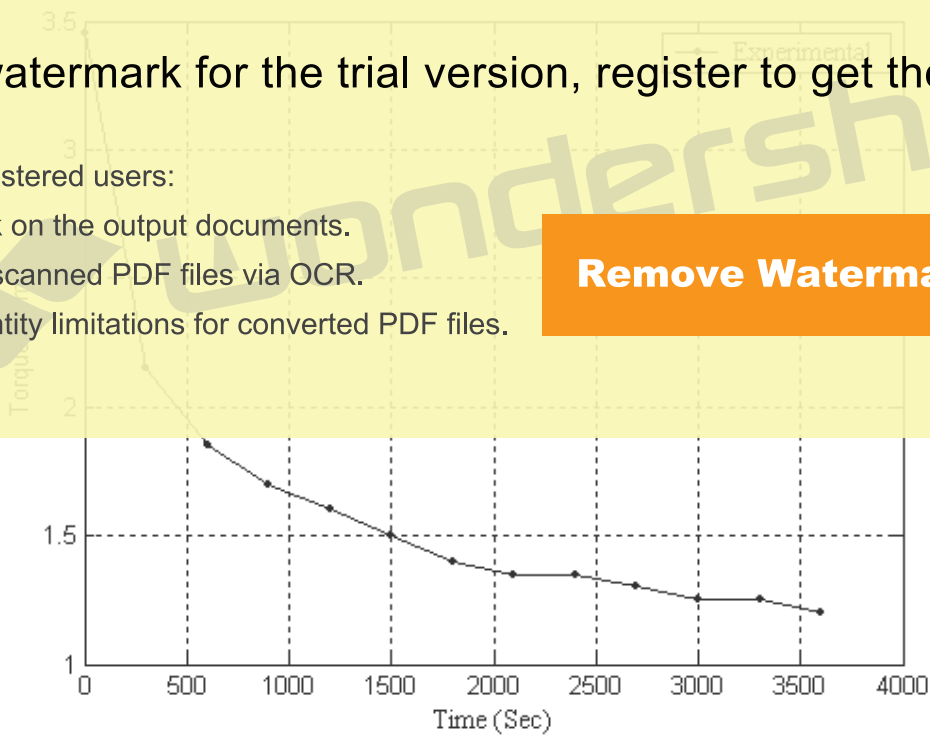 3.5
Experimental
watermark for the trial version, register to get the
3
stered users:
wondersh
on the output documents.
scanned PDF files via OCR.
Remove Waterma
ntity limitations for converted PDF files.
Torqu
2
1.5
1
0 500 1000 1500 2000 2500 3000 3500 4000
Time (Sec)